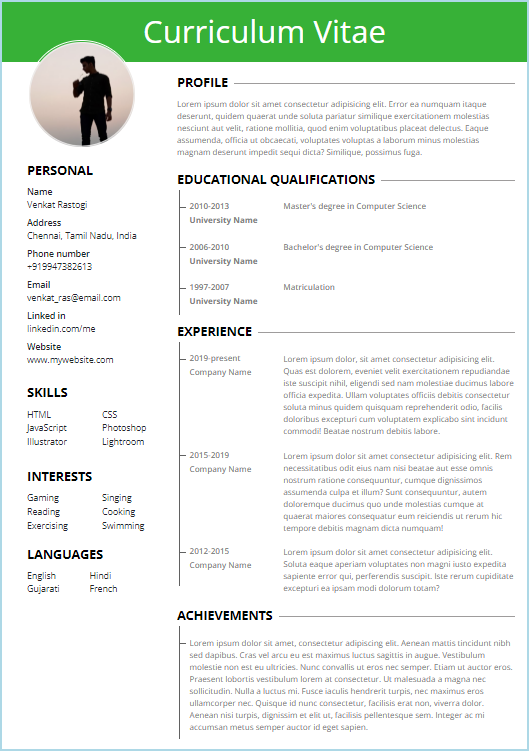 Curriculum Vitae
PERSONAL
Name
Venkat Rastogi
Address
Chennai, Tamil Nadu, India
Phone number
+919947382613
Email
venkat_ras@email.com
Linked in
linkedin.com/me
Website
www.mywebsite.com
SKILLS
HTML CSS
JavaScript Photoshop
Illustrator Lightroom
INTERESTS
Gaming Singing
Reading Cooking
Exercising Swimming
LANGUAGES
English Hindi
Gujarati French
PROFILE
Lorem ipsum dolor sit amet consectetur adipisicing elit. Error ea numquam itaque
deserunt, quidem quaerat unde soluta pariatur similique exercitationem molestias
nesciunt aut velit, ratione mollitia, quod enim voluptatibus placeat delectus. Eaque
assumenda, officia ut obcaecati, voluptates voluptas a laborum minus molestias
magnam deserunt impedit sequi dicta? Similique, possimus fuga.
EDUCATIONAL QUALIFICATIONS
2010-2013 Master's degree in Computer Science
University Name
2006-2010 Bachelor's degree in Computer Science
University Name
1997-2007 Matriculation
University Name
EXPERIENCE
2019-present
Company Name
Lorem ipsum dolor, sit amet consectetur adipisicing elit.
Quas est dolorem, eveniet velit exercitationem repudiandae
iste suscipit nihil, eligendi sed nam molestiae ducimus labore
officia expedita. Ullam voluptates officiis debitis consectetur
soluta minus quidem quisquam reprehenderit odio, facilis
doloribus excepturi cum voluptatem explicabo sint incidunt
commodi! Beatae nostrum debitis labore.
2015-2019
Company Name
Lorem ipsum dolor sit amet consectetur adipisicing elit. Rem
necessitatibus odit eius nam nisi beatae aut esse omnis
nostrum ratione consequuntur, cumque dignissimos
assumenda culpa et illum? Sunt consequuntur, autem
doloremque ducimus quo unde molestias cumque at
quaerat maiores consequatur eum reiciendis ut rerum hic
tempore debitis magnam dicta numquam!
2012-2015
Company Name
Lorem ipsum dolor sit amet consectetur adipisicing elit.
Soluta eaque aperiam voluptates non magni iusto expedita
sapiente error qui, perferendis suscipit. Iste rerum cupiditate
ex facilis harum odit modi dolorum totam?
ACHIEVEMENTS
Lorem ipsum dolor sit amet, consectetur adipiscing elit. Aenean mattis tincidunt nibh
sed dapibus. Cras vel arcu eu est maximus luctus sagittis a augue. Vestibulum
molestie non est eu ultricies. Nunc convallis ut eros nec semper. Etiam ut auctor eros.
Praesent lobortis vestibulum lorem at consectetur. Ut malesuada a magna nec
sollicitudin. Nulla a luctus mi. Fusce iaculis hendrerit turpis, nec maximus eros
ullamcorper nec. Quisque id nunc consectetur, facilisis erat non, viverra dolor.
Aenean turpis, dignissim et elit ut, facilisis pellentesque sem. Integer ac mi
accumsan metus semper auctor id eget sapien.